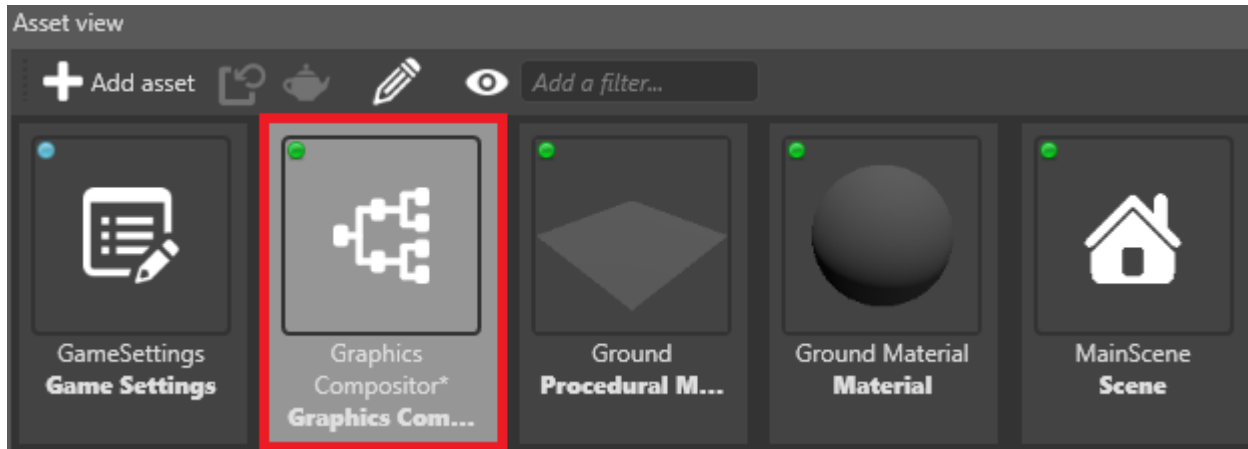 Asset view
Add asset
Add a filter...
GameSettings
Game Settings
Graphics
Compositor*
Graphics Com...
Ground
Procedural M...
Ground Material
Material
MainScene
Scene